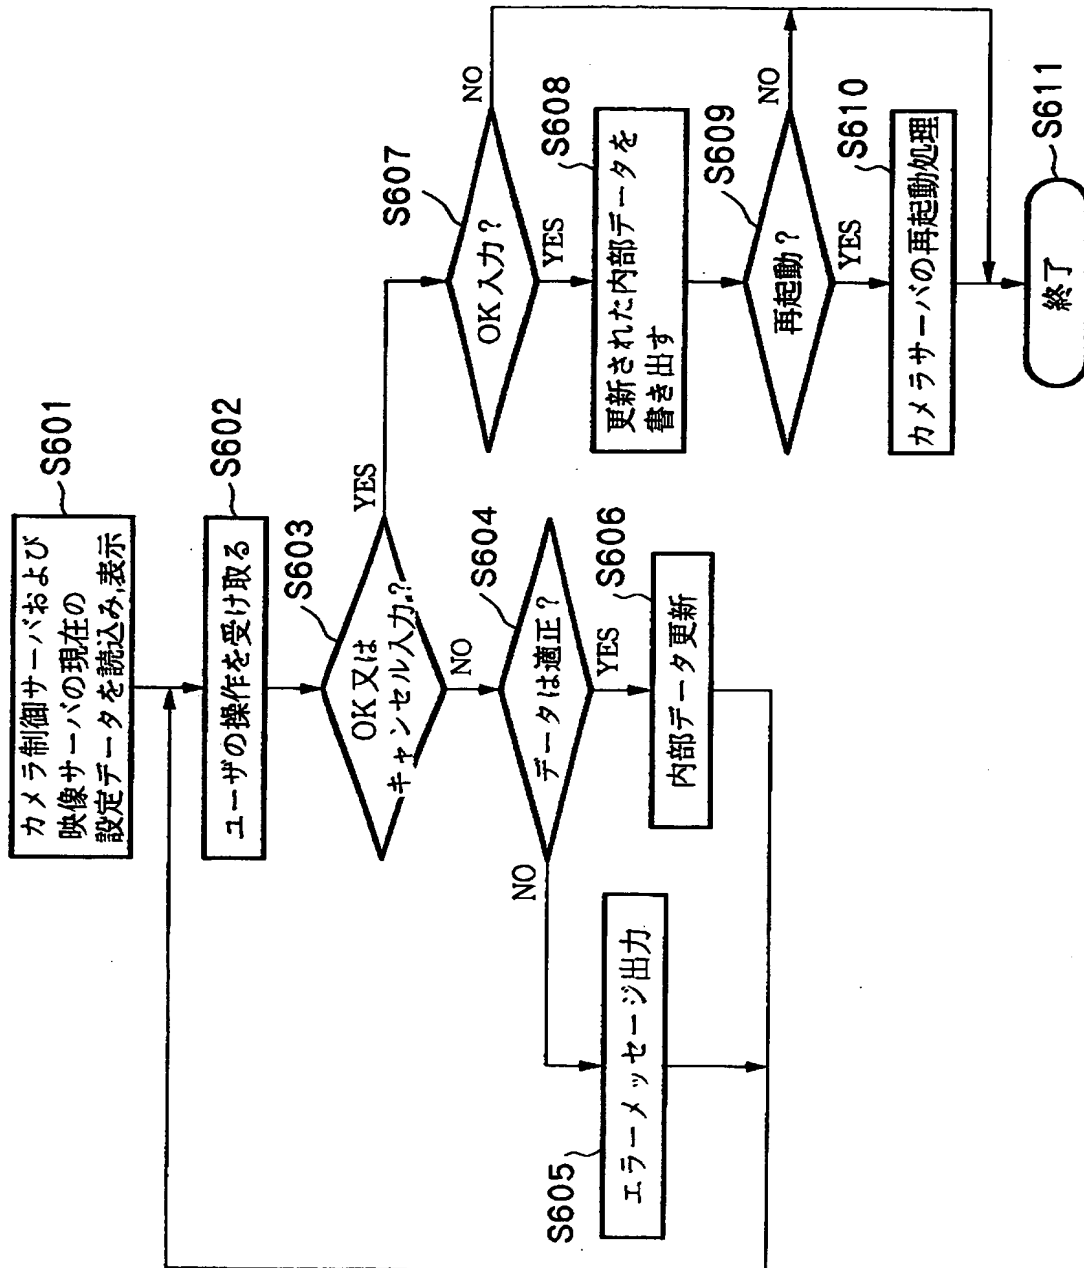 S601
カメラ制御サーバおよび
映像サーバの現在の
設定データを読込み,表示
S602
ユーザの操作を受け取る
S603
OK 又は
キャンセル入力?
YES
NO
S604
データは適正?
NO
YES
S605
エラーメッセージ出力
S606
内部データ更新
S607
OK 入力?
NO
YES
S608
更新された内部データを
書き出す
S609
再起動?
NO
YES
S610
カメラサーバの再起動処理
S611
終了